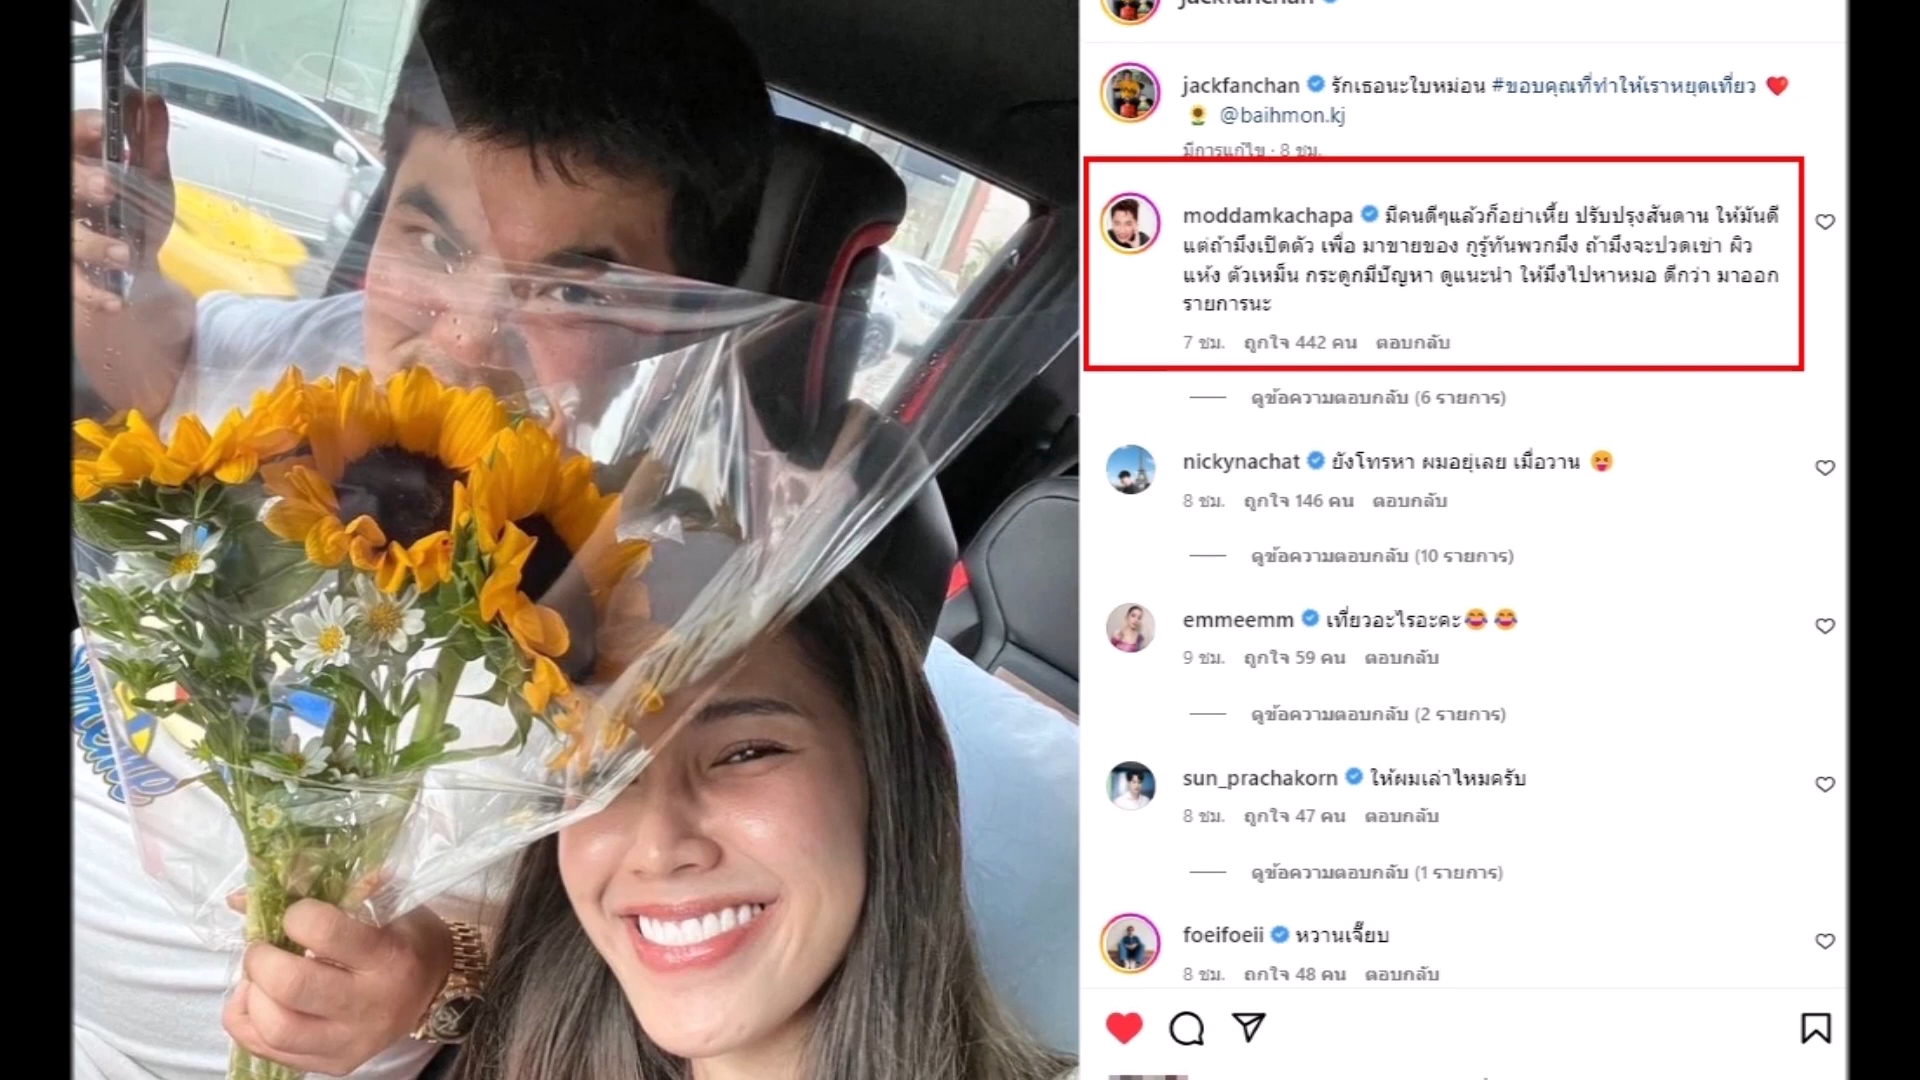 jackfanchan
jackfanchan รักเธอนะใบหม่อน #ขอบคุณที่ทำให้เราหยุดเที่ยว ❤️
🌻 @baihmon.kj
มีการแก้ไข · 8 ชม.
moddamkachapa มีคนดีๆแล้วก็อย่าเหี้ย ปรับปรุงสันดาน ให้มันดี
แต่ถ้ามึงเปิดตัว เพื่อ มาขายของ กูรู้ทันพวกมึง ถ้ามึงจะปวดเข่า ผิว
แห้ง ตัวเหม็น กระดูกมีปัญหา ดูแนะนำ ให้มึงไปหาหมอ ดีกว่า มาออก
รายการนะ
7 ชม. ถูกใจ 442 คน ตอบกลับ
ดูข้อความตอบกลับ (6 รายการ)
nickynachat ยังโทรหา ผมอยู่เลย เมื่อวาน 😝
8 ชม. ถูกใจ 146 คน ตอบกลับ
ดูข้อความตอบกลับ (10 รายการ)
emmeemm เที่ยวอะไรอะคะ😂 😂
9 ชม. ถูกใจ 59 คน ตอบกลับ
ดูข้อความตอบกลับ (2 รายการ)
sun_prachakorn ให้ผมเล่าไหมครับ
8 ชม. ถูกใจ 47 คน ตอบกลับ
ดูข้อความตอบกลับ (1 รายการ)
foeifoeii หวานเจี๊ยบ
8 ชม. ถูกใจ 48 คน ตอบกลับ